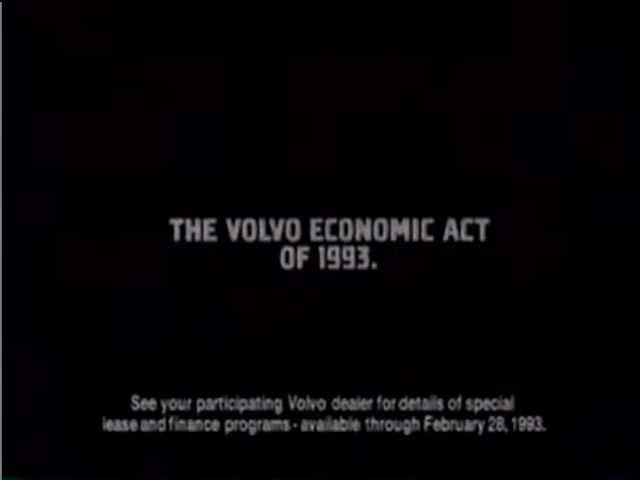 THE VOLVO ECONOMIC ACT
OF 1993.
See your participating Volvo dealer for details of special
lease and finance programs - available through February 28, 1993.